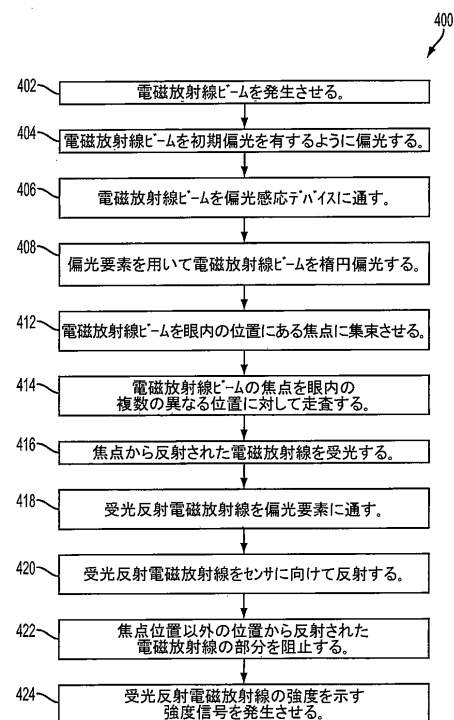 400
402
電磁放射線ビームを発生させる。
404
電磁放射線ビームを初期偏光を有するように偏光する。
406
電磁放射線ビームを偏光感応デバイスに通す。
408
偏光要素を用いて電磁放射線ビームを楕円偏光する。
412
電磁放射線ビームを眼内の位置にある焦点に集束させる。
414
電磁放射線ビームの焦点を眼内の
複数の異なる位置に対して走査する。
416
焦点から反射された電磁放射線を受光する。
418
受光反射電磁放射線を偏光要素に通す。
420
受光反射電磁放射線をセンサに向けて反射する。
422
焦点位置以外の位置から反射された
電磁放射線の部分を阻止する。
424
受光反射電磁放射線の強度を示す
強度信号を発生させる。